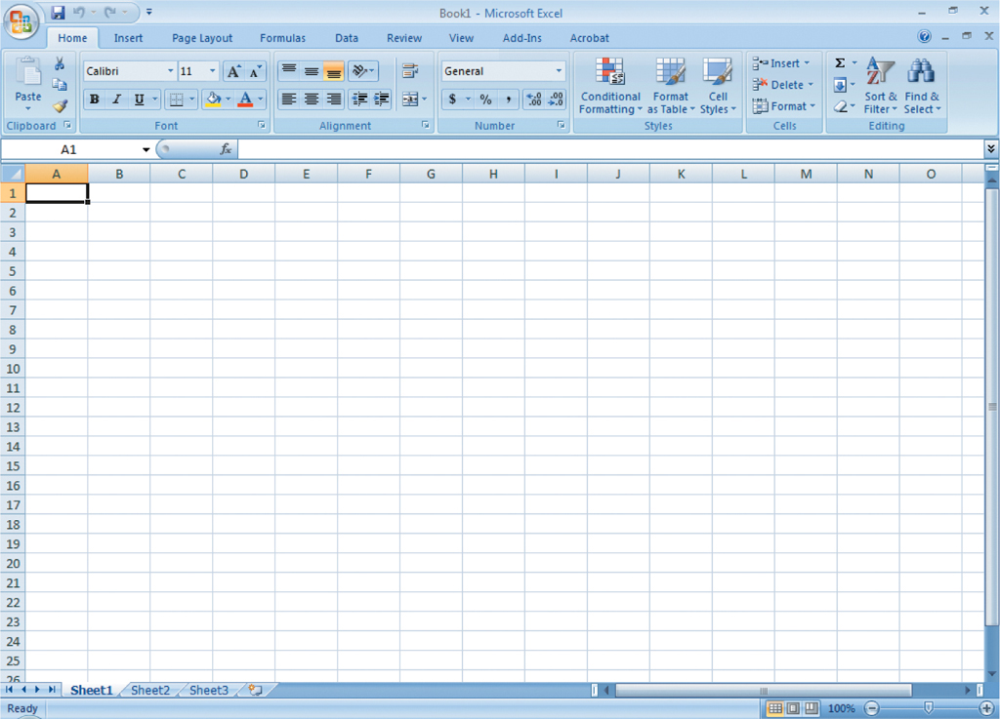 Book1 - Microsoft Excel
Home Insert Page Layout Formulas Data Review View Add-Ins Acrobat
Paste
Calibri 11
B I U
General
$ % ,
.00 .0
Conditional Formatting
Format as Table
Cell Styles
Insert
Delete
Format
Σ
Sort & Filter
Find & Select
Clipboard Font Alignment Number Styles Cells Editing
A1 fx
A B C D E F G H I J K L M N O
1
2
3
4
5
6
7
8
9
10
11
12
13
14
15
16
17
18
19
20
21
22
23
24
25
26
Sheet1 Sheet2 Sheet3
Ready 100%